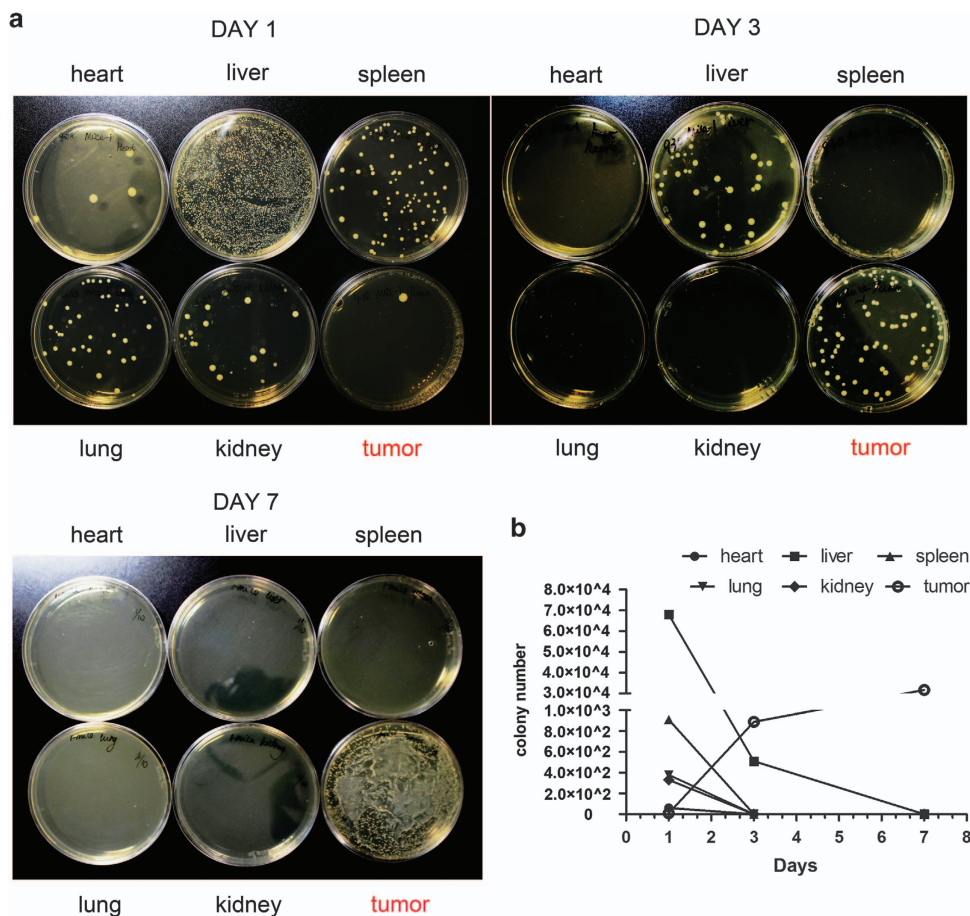 a
DAY 1
heart liver spleen
lung kidney tumor
DAY 3
heart liver spleen
lung kidney tumor
DAY 7
heart liver spleen
lung kidney tumor
b
heart liver spleen
lung kidney tumor
8.0×10^4
7.0×10^4
6.0×10^4
5.0×10^4
4.0×10^4
3.0×10^4
1.0×10^3
8.0×10^2
6.0×10^2
4.0×10^2
2.0×10^2
0
colony number
0 1 2 3 4 5 6 7 8
Days